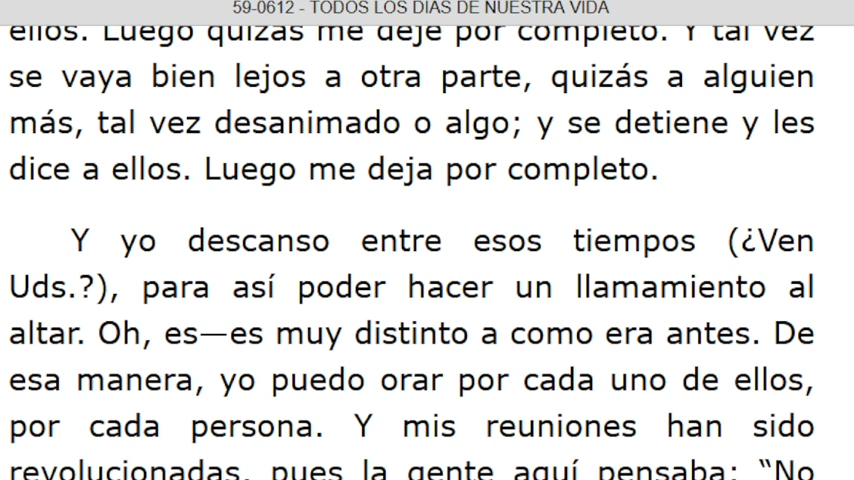 59-0612 - TODOS LOS DIAS DE NUESTRA VIDA
ellos. Luego quizás me deje por completo. Y tal vez
se vaya bien lejos a otra parte, quizás a alguien
más, tal vez desanimado o algo; y se detiene y les
dice a ellos. Luego me deja por completo.
Y yo descanso entre esos tiempos (¿Ven
Uds.?), para así poder hacer un llamamiento al
altar. Oh, es—es muy distinto a como era antes. De
esa manera, yo puedo orar por cada uno de ellos,
por cada persona. Y mis reuniones han sido
revolucionadas, pues la gente aquí pensaba: “No